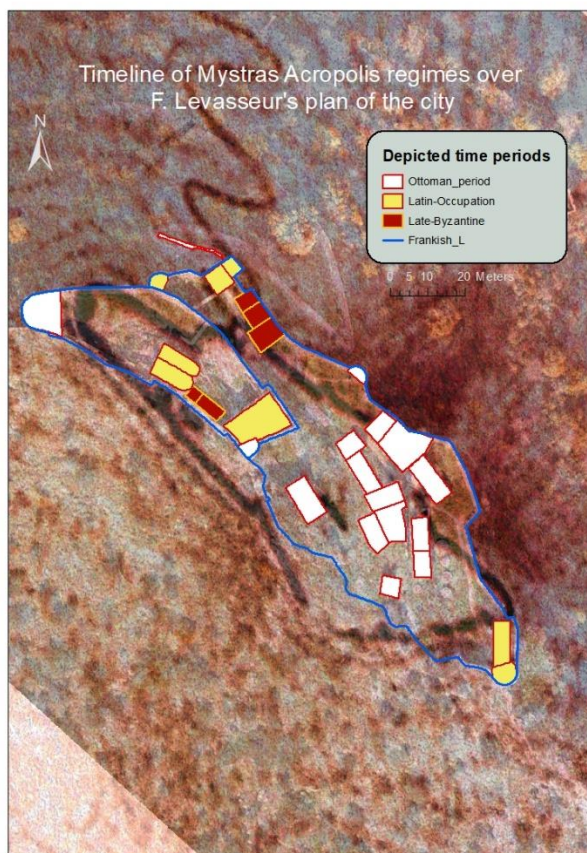 Timeline of Mystras Acropolis regimes over
F. Levasseur's plan of the city
N
Depicted time periods
Ottoman_period
Latin-Occupation
Late-Byzantine
Frankish_L
0 5 10 20 Meters